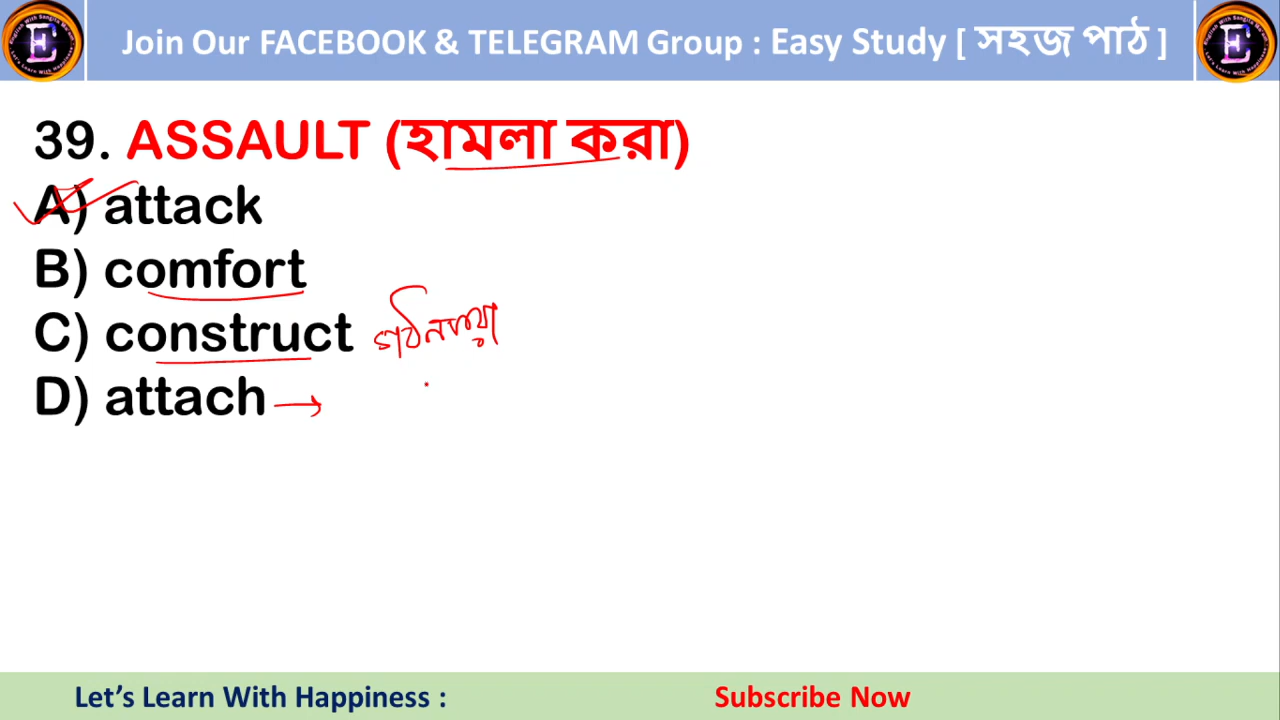 Join Our FACEBOOK & TELEGRAM Group : Easy Study [ সহজ পাঠ ]
E
E
39. ASSAULT (হামলা করা)
A) attack
B) comfort
C) construct
D) attach
Let's Learn With Happiness :
Subscribe Now